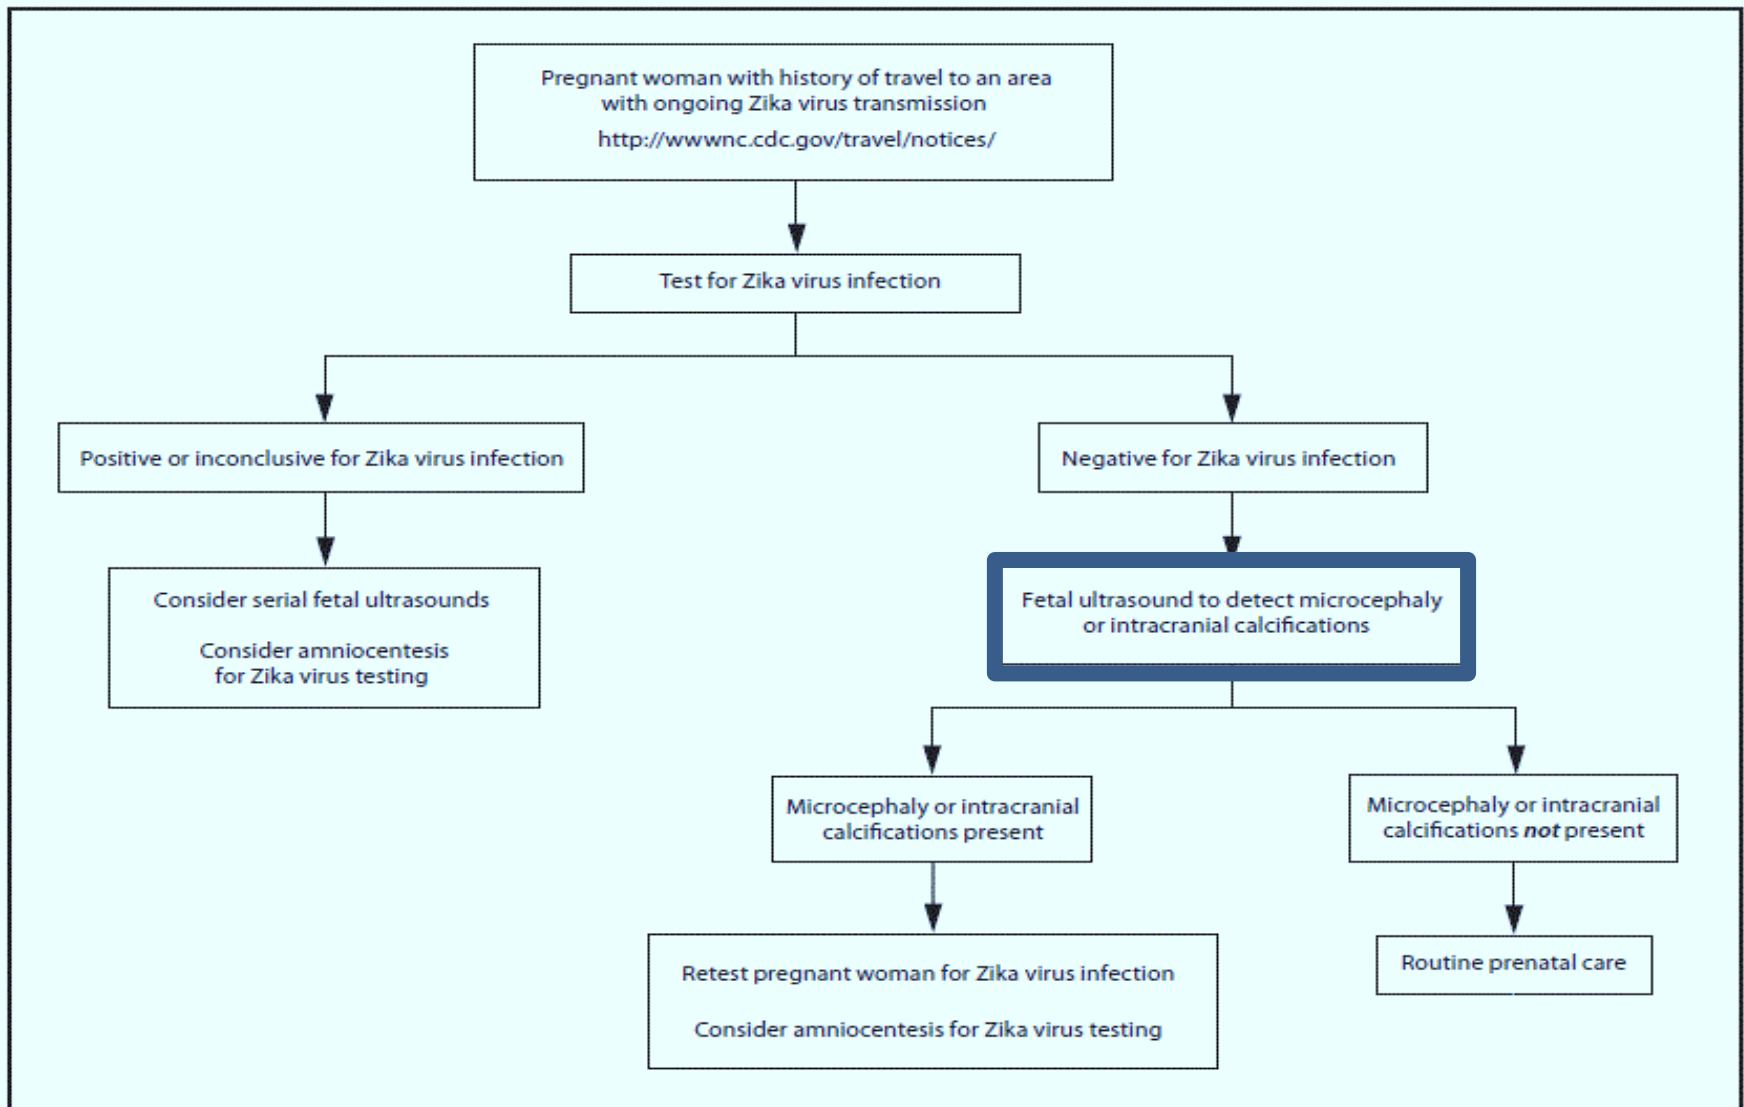 Pregnant woman with history of travel to an area
with ongoing Zika virus transmission
http://wwwnc.cdc.gov/travel/notices/
Test for Zika virus infection
Positive or inconclusive for Zika virus infection
Negative for Zika virus infection
Consider serial fetal ultrasounds
Consider amniocentesis
for Zika virus testing
Fetal ultrasound to detect microcephaly
or intracranial calcifications
Microcephaly or intracranial
calcifications present
Microcephaly or intracranial
calcifications not present
Retest pregnant woman for Zika virus infection
Consider amniocentesis for Zika virus testing
Routine prenatal care